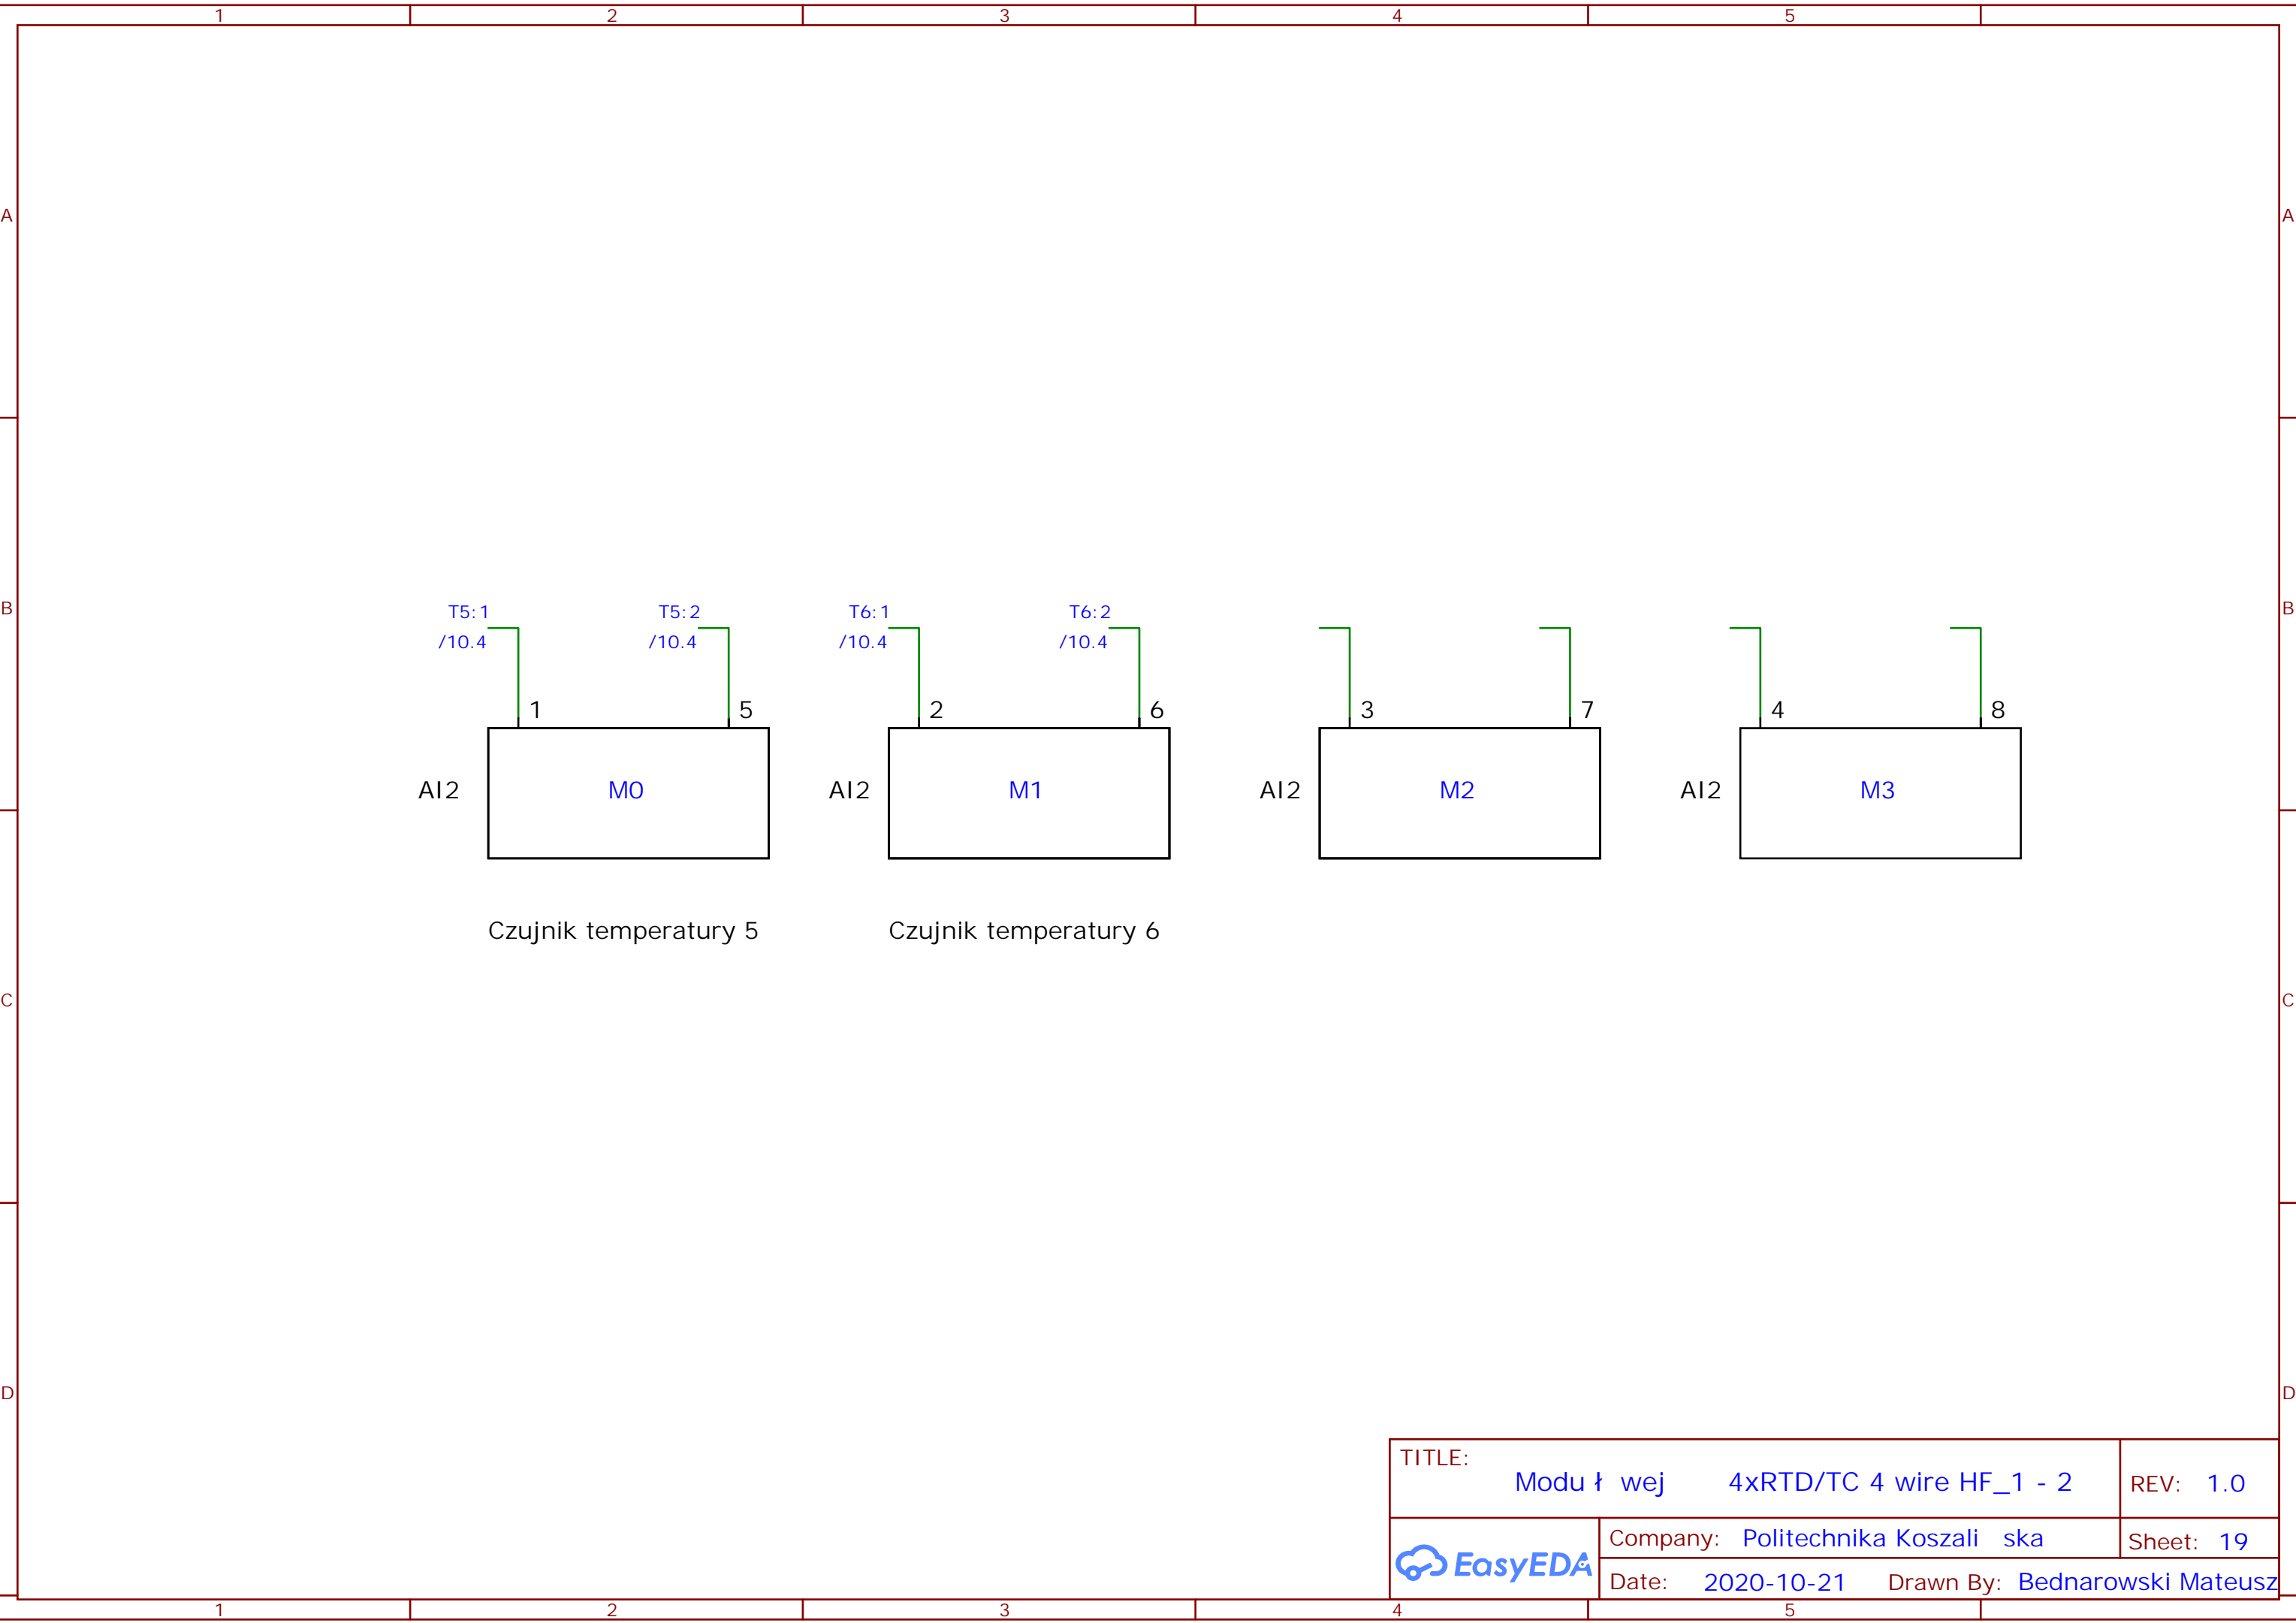 1 2 3 4 5
A A
T5:1 T5:2 T6:1 T6:2
B B
/10.4 /10.4 /10.4 /10.4
1 5 2 6 3 7 4 8
AI2 M0 AI2 M1 AI2 M2 AI2 M3
Czujnik temperatury 5 Czujnik temperatury 6
C C
D D
TITLE:
Modu ł wej 4xRTD/TC 4 wire HF_1 - 2
REV: 1.0
EasyEDA
Company: Politechnika Koszali ska
Sheet: 19
Date: 2020-10-21 Drawn By: Bednarowski Mateusz
1 2 3 4 5